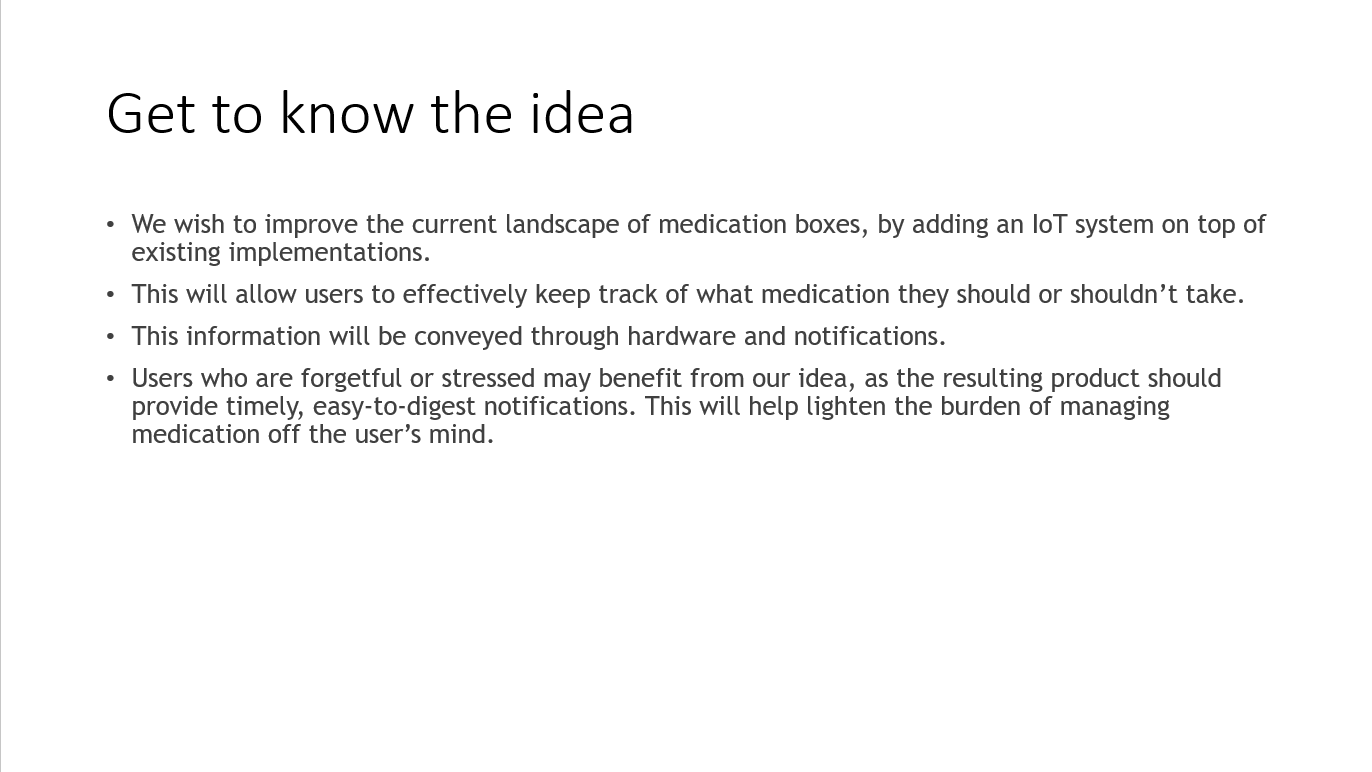 Get to know the idea
• We wish to improve the current landscape of medication boxes, by adding an IoT system on top of
existing implementations.
• This will allow users to effectively keep track of what medication they should or shouldn’t take.
• This information will be conveyed through hardware and notifications.
• Users who are forgetful or stressed may benefit from our idea, as the resulting product should
provide timely, easy-to-digest notifications. This will help lighten the burden of managing
medication off the user’s mind.